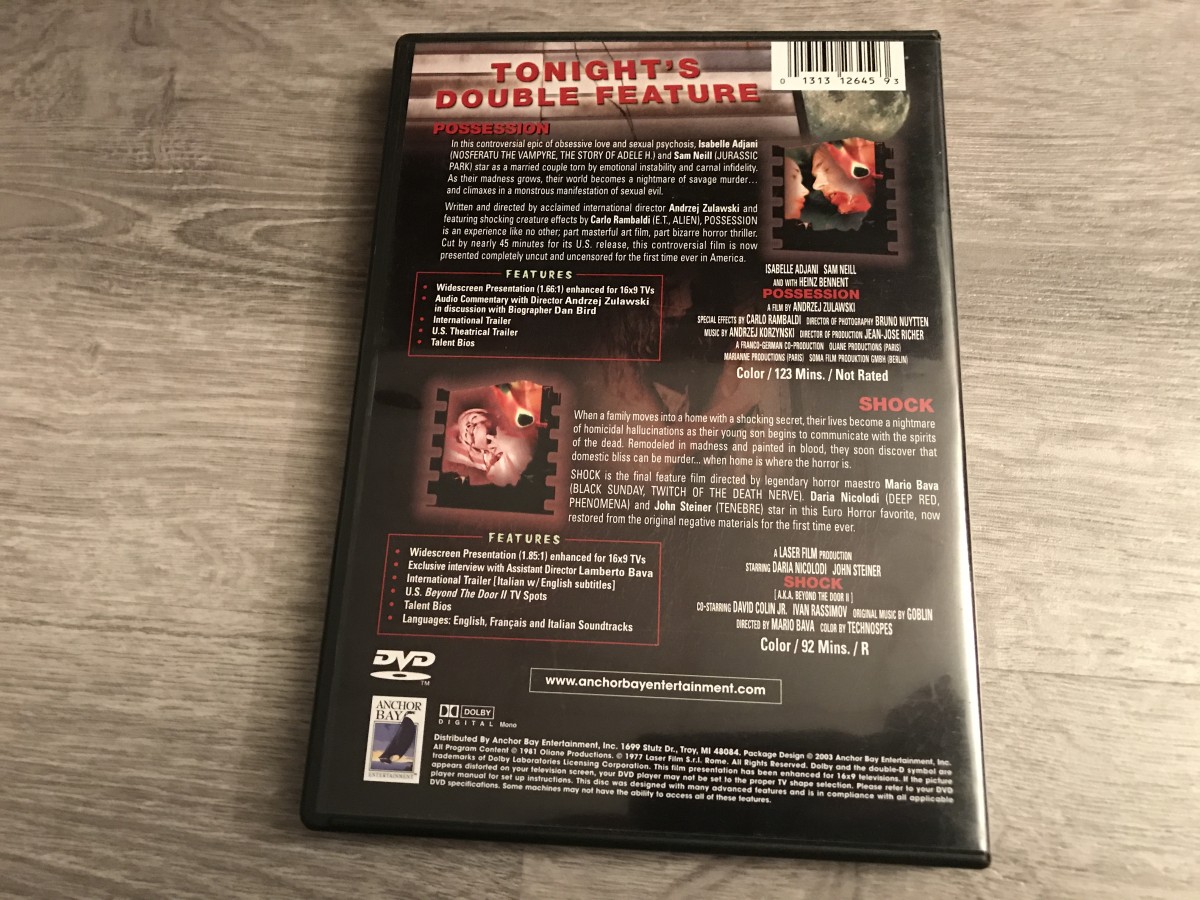 TONIGHT'S
DOUBLE FEATURE
0 1313 12645 9 3
POSSESSION
In this controversial epic of obsessive love and sexual psychosis, Isabelle Adjani
(NOSFERATU THE VAMPYRE, THE STORY OF ADELE H.) and Sam Neill (JURASSIC
PARK) star as a married couple torn by emotional instability and carnal infidelity.
As their madness grows, their world becomes a nightmare of savage murder...
and climaxes in a monstrous manifestation of sexual evil.
Written and directed by acclaimed international director Andrzej Zulawski and
featuring shocking creature effects by Carlo Rambaldi (E.T., ALIEN), POSSESSION
is an experience like no other; part masterful art film, part bizarre horror thriller.
Cut by nearly 45 minutes for its U.S. release, this controversial film is now
presented completely uncut and uncensored for the first time ever in America.
FEATURES
• Widescreen Presentation (1.66:1) enhanced for 16x9 TVs
• Audio Commentary with Director Andrzej Zulawski
in discussion with Biographer Dan Bird
• International Trailer
• U.S. Theatrical Trailer
• Talent Bios
ISABELLE ADJANI SAM NEILL
AND WITH HEINZ BENNENT
POSSESSION
A FILM BY ANDRZEJ ZULAWSKI
SPECIAL EFFECTS BY CARLO RAMBALDI DIRECTOR OF PHOTOGRAPHY BRUNO NUYTTEN
MUSIC BY ANDRZEJ KORZYNSKI DIRECTOR OF PRODUCTION JEAN-JOSE RICHER
A FRANCO-GERMAN CO-PRODUCTION OLIANE PRODUCTIONS (PARIS)
MARIANNE PRODUCTIONS (PARIS) SOMA FILM PRODUKTION GMBH (BERLIN)
Color / 123 Mins. / Not Rated
SHOCK
When a family moves into a home with a shocking secret, their lives become a nightmare
of homicidal hallucinations as their young son begins to communicate with the spirits
of the dead. Remodeled in madness and painted in blood, they soon discover that
domestic bliss can be murder... when home is where the horror is.
SHOCK is the final feature film directed by legendary horror maestro Mario Bava
(BLACK SUNDAY, TWITCH OF THE DEATH NERVE). Daria Nicolodi (DEEP RED,
PHENOMENA) and John Steiner (TENEBRE) star in this Euro Horror favorite, now
restored from the original negative materials for the first time ever.
FEATURES
• Widescreen Presentation (1.85:1) enhanced for 16x9 TVs
• Exclusive interview with Assistant Director Lamberto Bava
• International Trailer [Italian w/English subtitles]
• U.S. Beyond The Door II TV Spots
• Talent Bios
• Languages: English, Français and Italian Soundtracks
A LASER FILM PRODUCTION
STARRING DARIA NICOLODI JOHN STEINER
SHOCK
[A.K.A. BEYOND THE DOOR II]
CO-STARRING DAVID COLIN JR. IVAN RASSIMOV ORIGINAL MUSIC BY GOBLIN
DIRECTED BY MARIO BAVA COLOR BY TECHNOSPES
Color / 92 Mins. / R
DVD
TM
www.anchorbayentertainment.com
ANCHOR
BAY
ENTERTAINMENT
DOLBY
DIGITAL Mono
Distributed By Anchor Bay Entertainment, Inc. 1699 Stutz Dr., Troy, MI 48084. Package Design © 2003 Anchor Bay Entertainment, Inc.
All Program Content © 1981 Oliane Productions. © 1977 Laser Film S.r.l. Rome. All Rights Reserved. Dolby and the double-D symbol are
trademarks of Dolby Laboratories Licensing Corporation. This film presentation has been enhanced for 16x9 televisions. If the picture
appears distorted on your television screen, your DVD player may not be set to the proper TV shape selection. Please refer to your DVD
player manual for set up instructions. This disc was designed with many advanced features and is in compliance with all applicable
DVD specifications. Some machines may not have the ability to access all of these features.